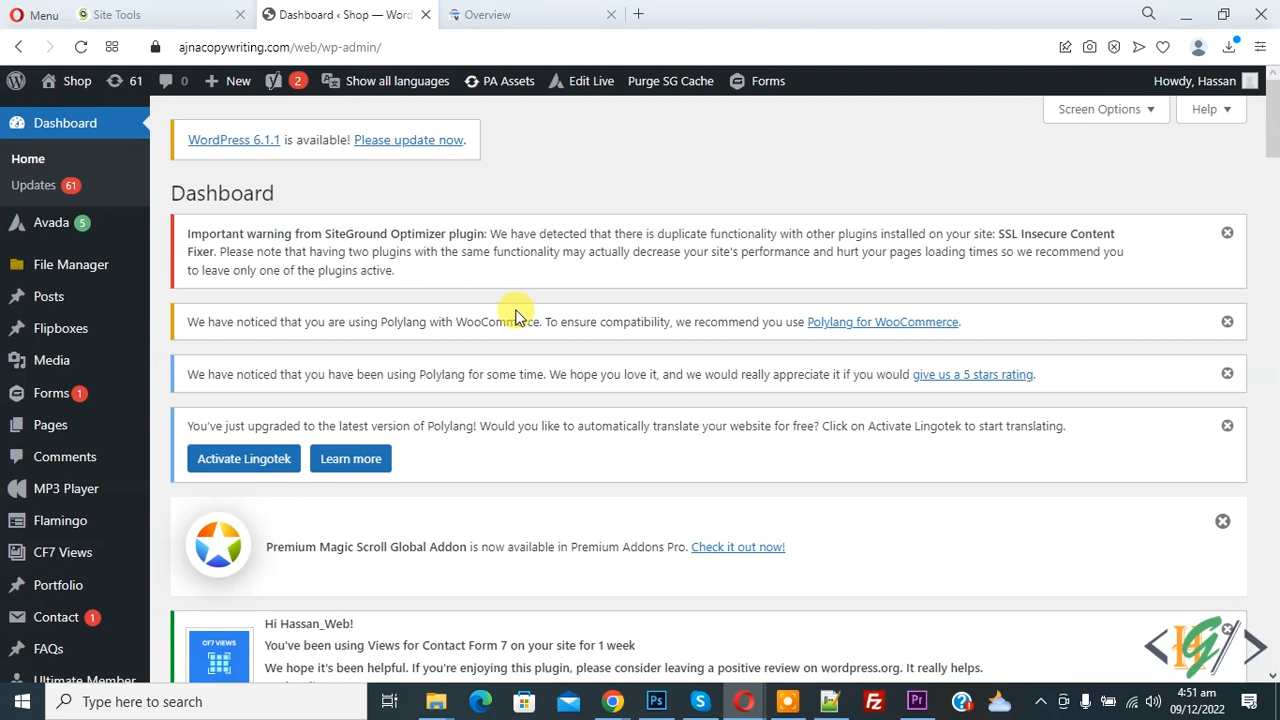 Menu
Site Tools
Dashboard ‹ Shop — Word
Overview
ajnacopywriting.com/web/wp-admin/
Shop
61
0
New
2
Show all languages
PA Assets
Edit Live
Purge SG Cache
Forms
Howdy, Hassan
Dashboard
Home
Updates 61
Avada 5
File Manager
Posts
Flipboxes
Media
Forms 1
Pages
Comments
MP3 Player
Flamingo
CF7 Views
Portfolio
Contact 1
FAQs
Ultimate Member
Screen Options
Help
WordPress 6.1.1 is available! Please update now.
Dashboard
Important warning from SiteGround Optimizer plugin: We have detected that there is duplicate functionality with other plugins installed on your site: SSL Insecure Content
Fixer. Please note that having two plugins with the same functionality may actually decrease your site's performance and hurt your pages loading times so we recommend you
to leave only one of the plugins active.
We have noticed that you are using Polylang with WooCommerce. To ensure compatibility, we recommend you use Polylang for WooCommerce.
We have noticed that you have been using Polylang for some time. We hope you love it, and we would really appreciate it if you would give us a 5 stars rating.
You've just upgraded to the latest version of Polylang! Would you like to automatically translate your website for free? Click on Activate Lingotek to start translating.
Activate Lingotek
Learn more
Premium Magic Scroll Global Addon is now available in Premium Addons Pro. Check it out now!
CF7 VIEWS
Hi Hassan_Web!
You've been using Views for Contact Form 7 on your site for 1 week
We hope it's been helpful. If you're enjoying this plugin, please consider leaving a positive review on wordpress.org. It really helps.
Type here to search
4:51 am
09/12/2022